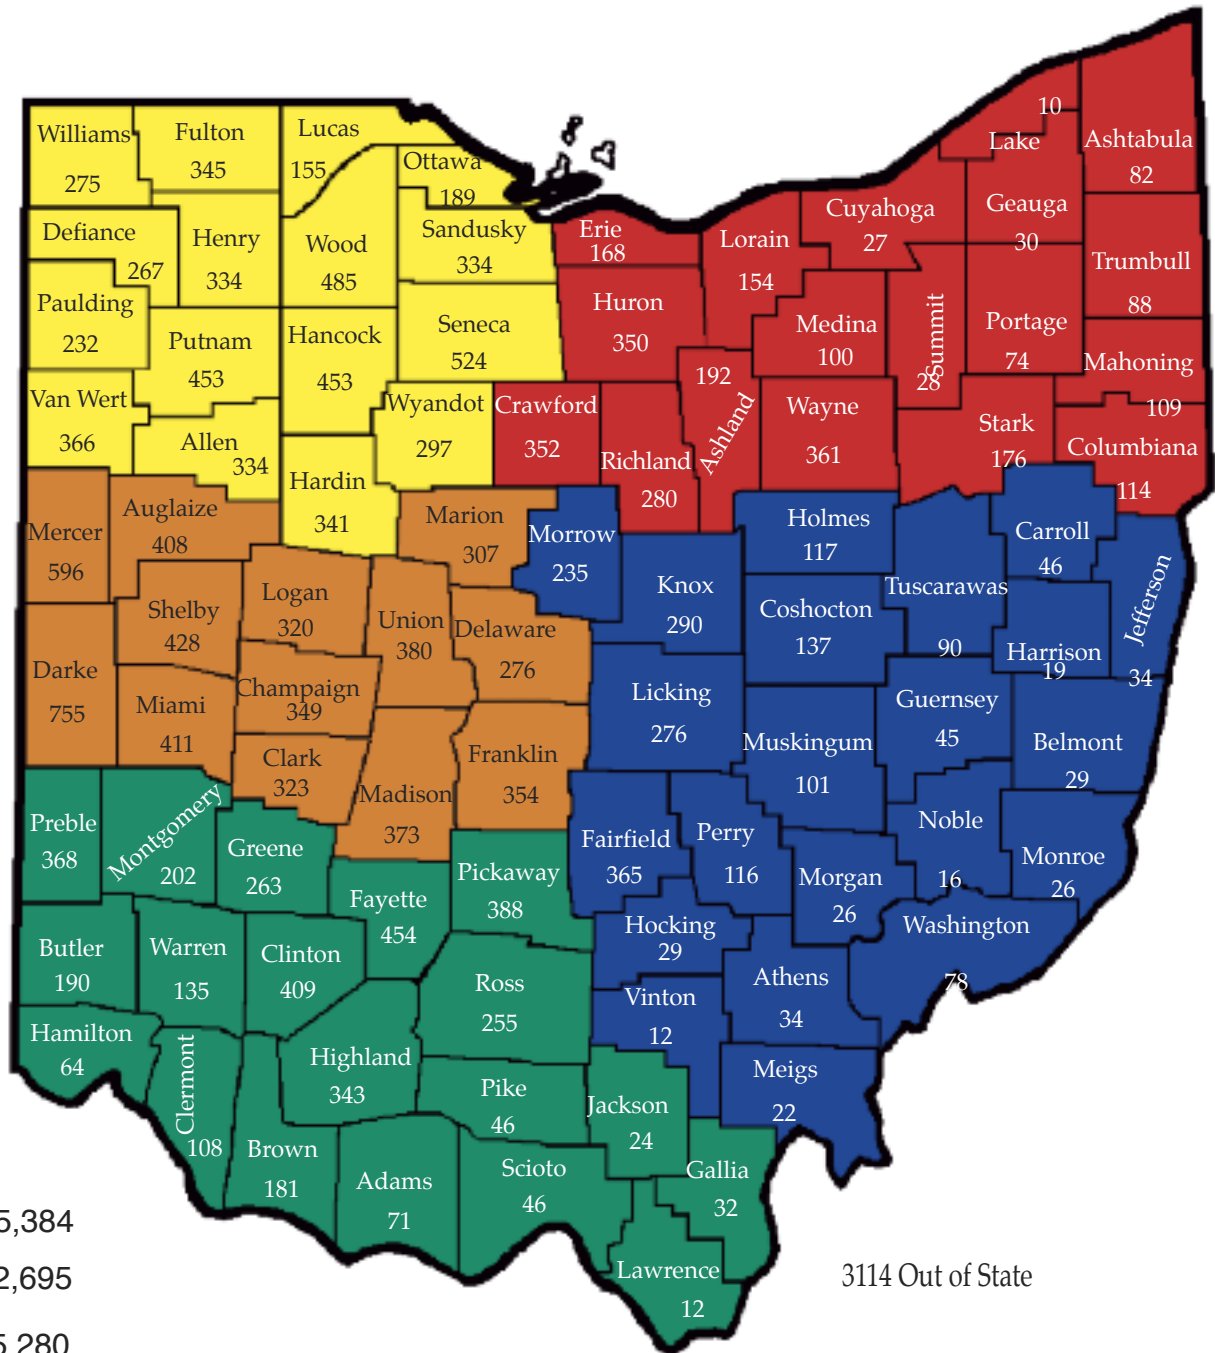 Williams
275
Fulton
345
Lucas
155
Ottawa
189
Defiance
267
Henry
334
Wood
485
Sandusky
334
Paulding
232
Putnam
453
Hancock
453
Seneca
524
Van Wert
366
Allen
334
Hardin
341
Wyandot
297
Erie
168
Huron
350
Lorain
154
Cuyahoga
27
Lake
10
Geauga
30
Ashtabula
82
Trumbull
88
Medina
100
Summit
28
Portage
74
Mahoning
109
Crawford
352
Richland
280
Ashland
192
Wayne
361
Stark
176
Columbiana
114
Mercer
596
Auglaize
408
Marion
307
Shelby
428
Logan
320
Union
380
Delaware
276
Darke
755
Miami
411
Champaign
349
Clark
323
Madison
373
Franklin
354
Morrow
235
Knox
290
Holmes
117
Coshocton
137
Tuscarawas
90
Carroll
46
Harrison
19
Jefferson
34
Licking
276
Muskingum
101
Guernsey
45
Belmont
29
Fairfield
365
Perry
116
Morgan
26
Noble
16
Monroe
26
Hocking
29
Athens
34
Washington
78
Vinton
12
Meigs
22
Preble
368
Montgomery
202
Greene
263
Fayette
454
Pickaway
388
Butler
190
Warren
135
Clinton
409
Ross
255
Hamilton
64
Clermont
108
Brown
181
Highland
343
Pike
46
Jackson
24
Adams
71
Scioto
46
Gallia
32
Lawrence
12
5,384
2,695
5,280
3114 Out of State